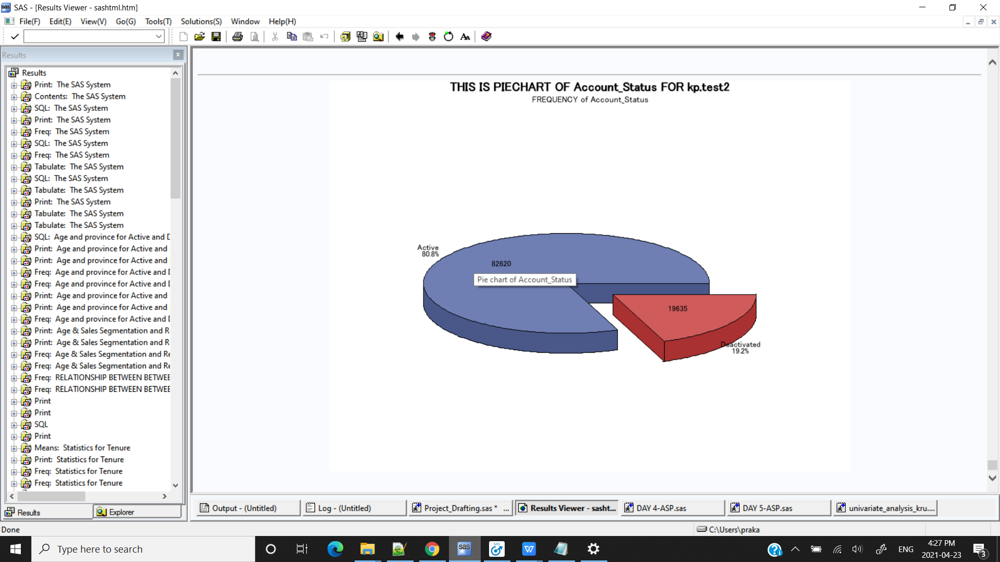 SAS - [Results Viewer - sashtml.htm]
File(F) Edit(E) View(V) Go(G) Tools(T) Solutions(S) Window Help(H)
Results
Results
Print: The SAS System
Contents: The SAS System
SQL: The SAS System
Print: The SAS System
Freq: The SAS System
SQL: The SAS System
Freq: The SAS System
Tabulate: The SAS System
SQL: The SAS System
Tabulate: The SAS System
Print: The SAS System
Tabulate: The SAS System
Tabulate: The SAS System
SQL: Age and province for Active and D
Print: Age and province for Active and
Print: Age and province for Active and
Freq: Age and province for Active and D
Freq: Age and province for Active and D
Print: Age and province for Active and
Print: Age and province for Active and
Freq: Age and province for Active and D
Print: Age & Sales Segmentation and R
Print: Age & Sales Segmentation and R
Freq: Age & Sales Segmentation and Re
Freq: Age & Sales Segmentation and Re
Freq: RELATIONSHIP BETWEEN BETWEE
Freq: RELATIONSHIP BETWEEN BETWEE
Print
Print
SQL
Print
Means: Statistics for Tenure
Print: Statistics for Tenure
Freq: Statistics for Tenure
Freq: Statistics for Tenure
Results Explorer
THIS IS PIECHART OF Account_Status FOR kp.test2
FREQUENCY of Account_Status
Active
80.8%
82620
Pie chart of Account_Status
19635
Deactivated
19.2%
Output - (Untitled) Log - (Untitled) Project_Drafting.sas * ... Results Viewer - sasht... DAY 4-ASP.sas DAY 5-ASP.sas univariate_analysis_kru....
Done C:\Users\praka
Type here to search
ENG
4:27 PM
2021-04-23
3